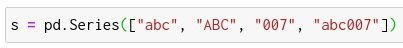 s = pd.Series(["abc", "ABC", "007", "abc007"])